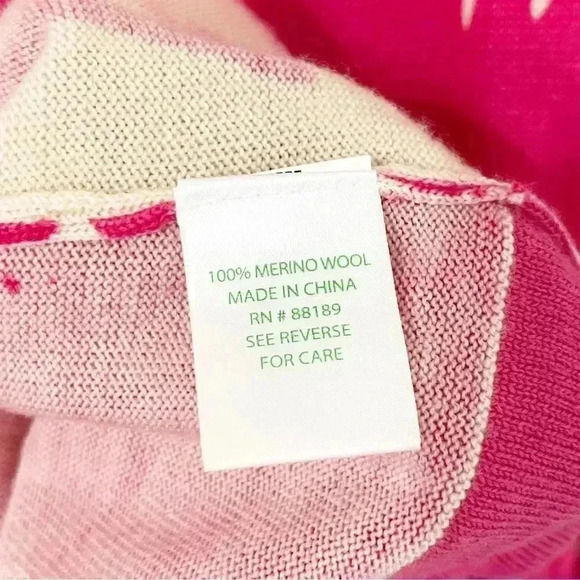 100% MERINO WOOL
MADE IN CHINA
RN # 88189
SEE REVERSE
FOR CARE